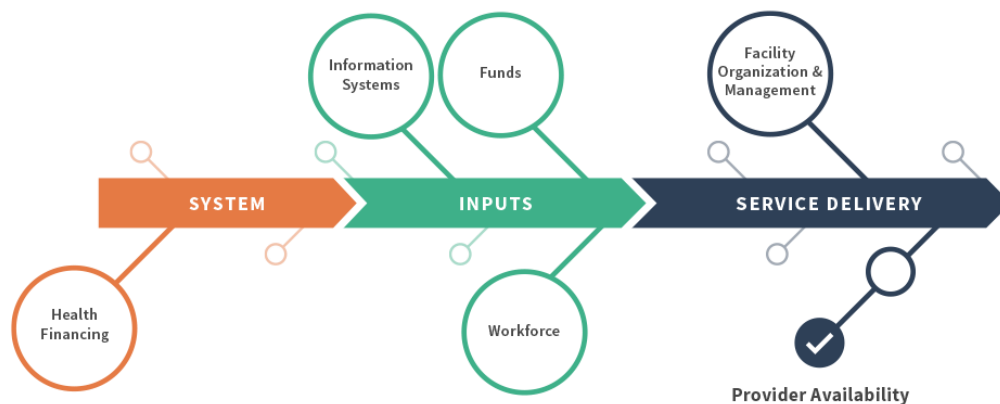 Information
Systems
Funds
Facility
Organization &
Management
SYSTEM
INPUTS
SERVICE DELIVERY
Health
Financing
Workforce
Provider Availability